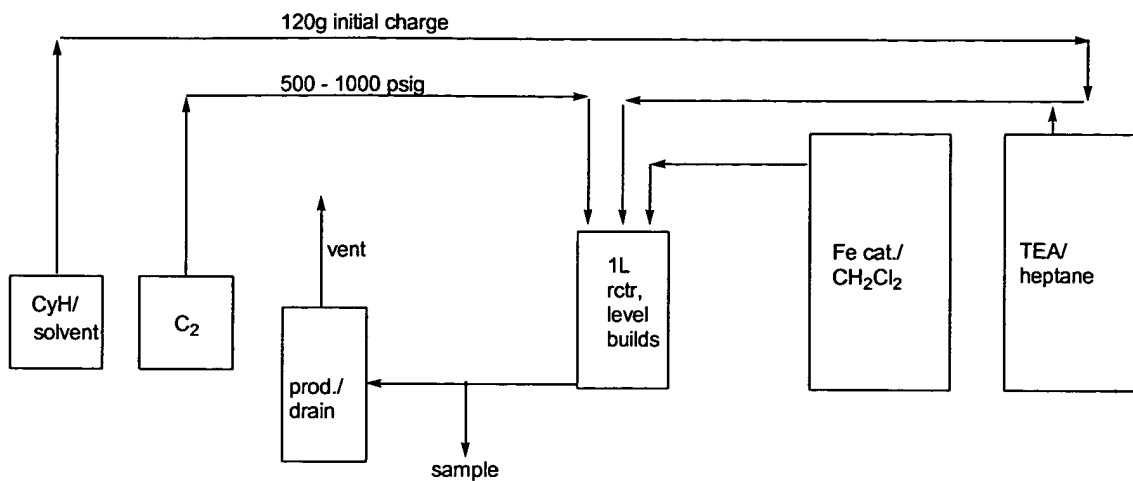 120g initial charge
500 - 1000 psig
vent
CyH/
solvent
C2
prod./
drain
1L
rctr,
level
builds
Fe cat./
CH2Cl2
TEA/
heptane
sample